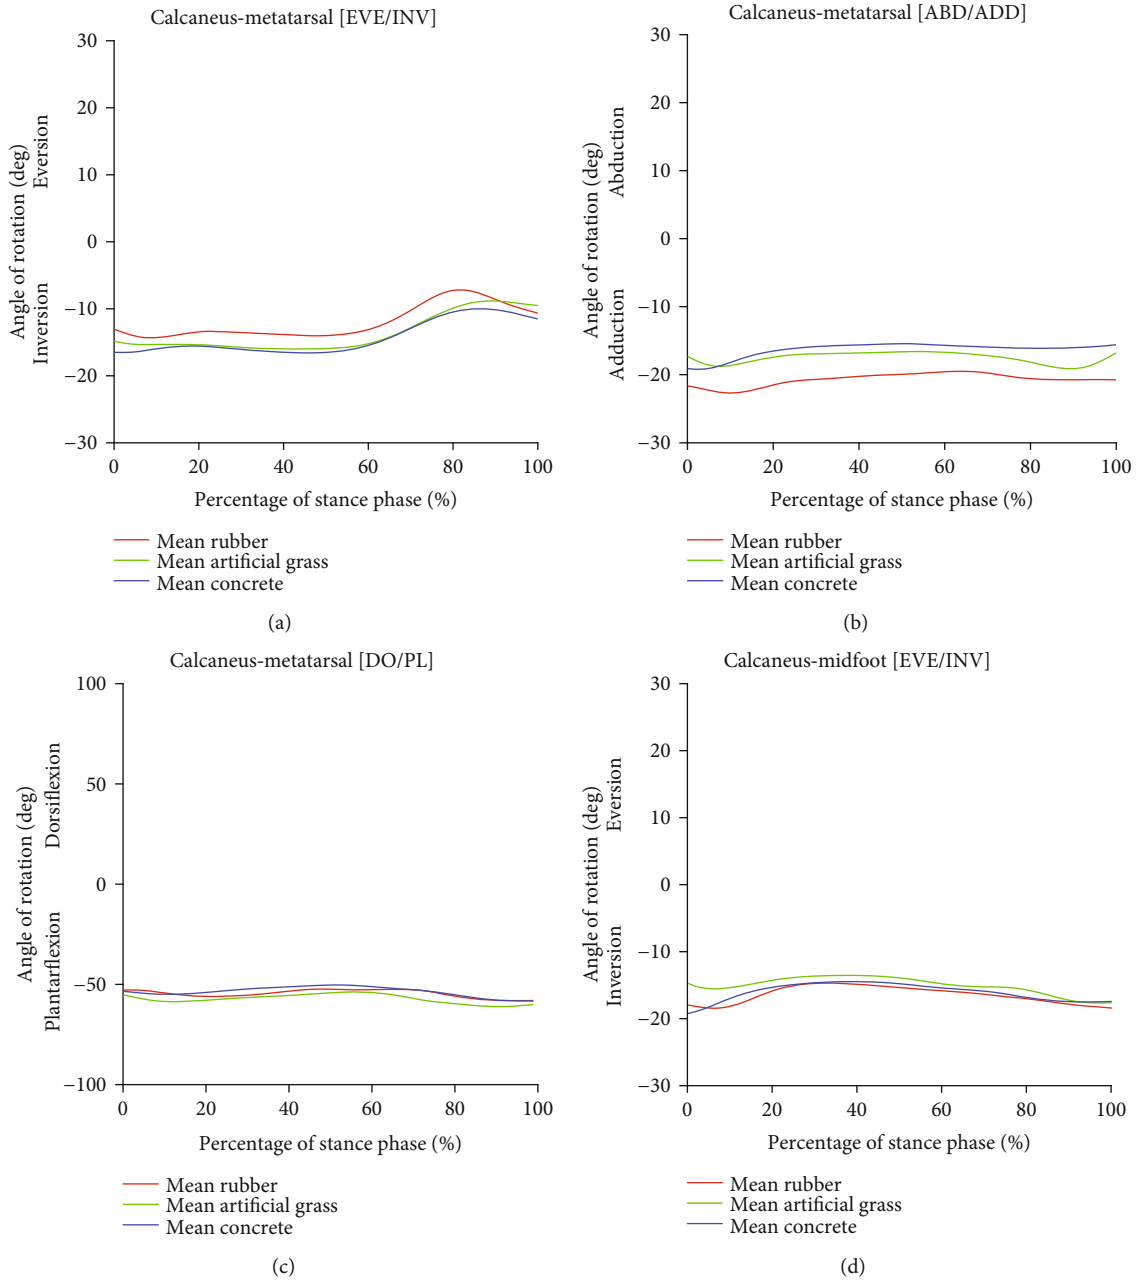 Calcaneus-metatarsal [EVE/INV]
30
20
10
0
−10
−20
−30
Angle of rotation (deg)
Eversion
Inversion
0 20 40 60 80 100
Percentage of stance phase (%)
Mean rubber
Mean artificial grass
Mean concrete
(a)
Calcaneus-metatarsal [ABD/ADD]
30
20
10
0
−10
−20
−30
Angle of rotation (deg)
Abduction
Adduction
0 20 40 60 80 100
Percentage of stance phase (%)
Mean rubber
Mean artificial grass
Mean concrete
(b)
Calcaneus-metatarsal [DO/PL]
100
50
0
−50
−100
Angle of rotation (deg)
Dorsiflexion
Plantarflexion
0 20 40 60 80 100
Percentage of stance phase (%)
Mean rubber
Mean artificial grass
Mean concrete
(c)
Calcaneus-midfoot [EVE/INV]
30
20
10
0
−10
−20
−30
Angle of rotation (deg)
Eversion
Inversion
0 20 40 60 80 100
Percentage of stance phase (%)
Mean rubber
Mean artificial grass
Mean concrete
(d)